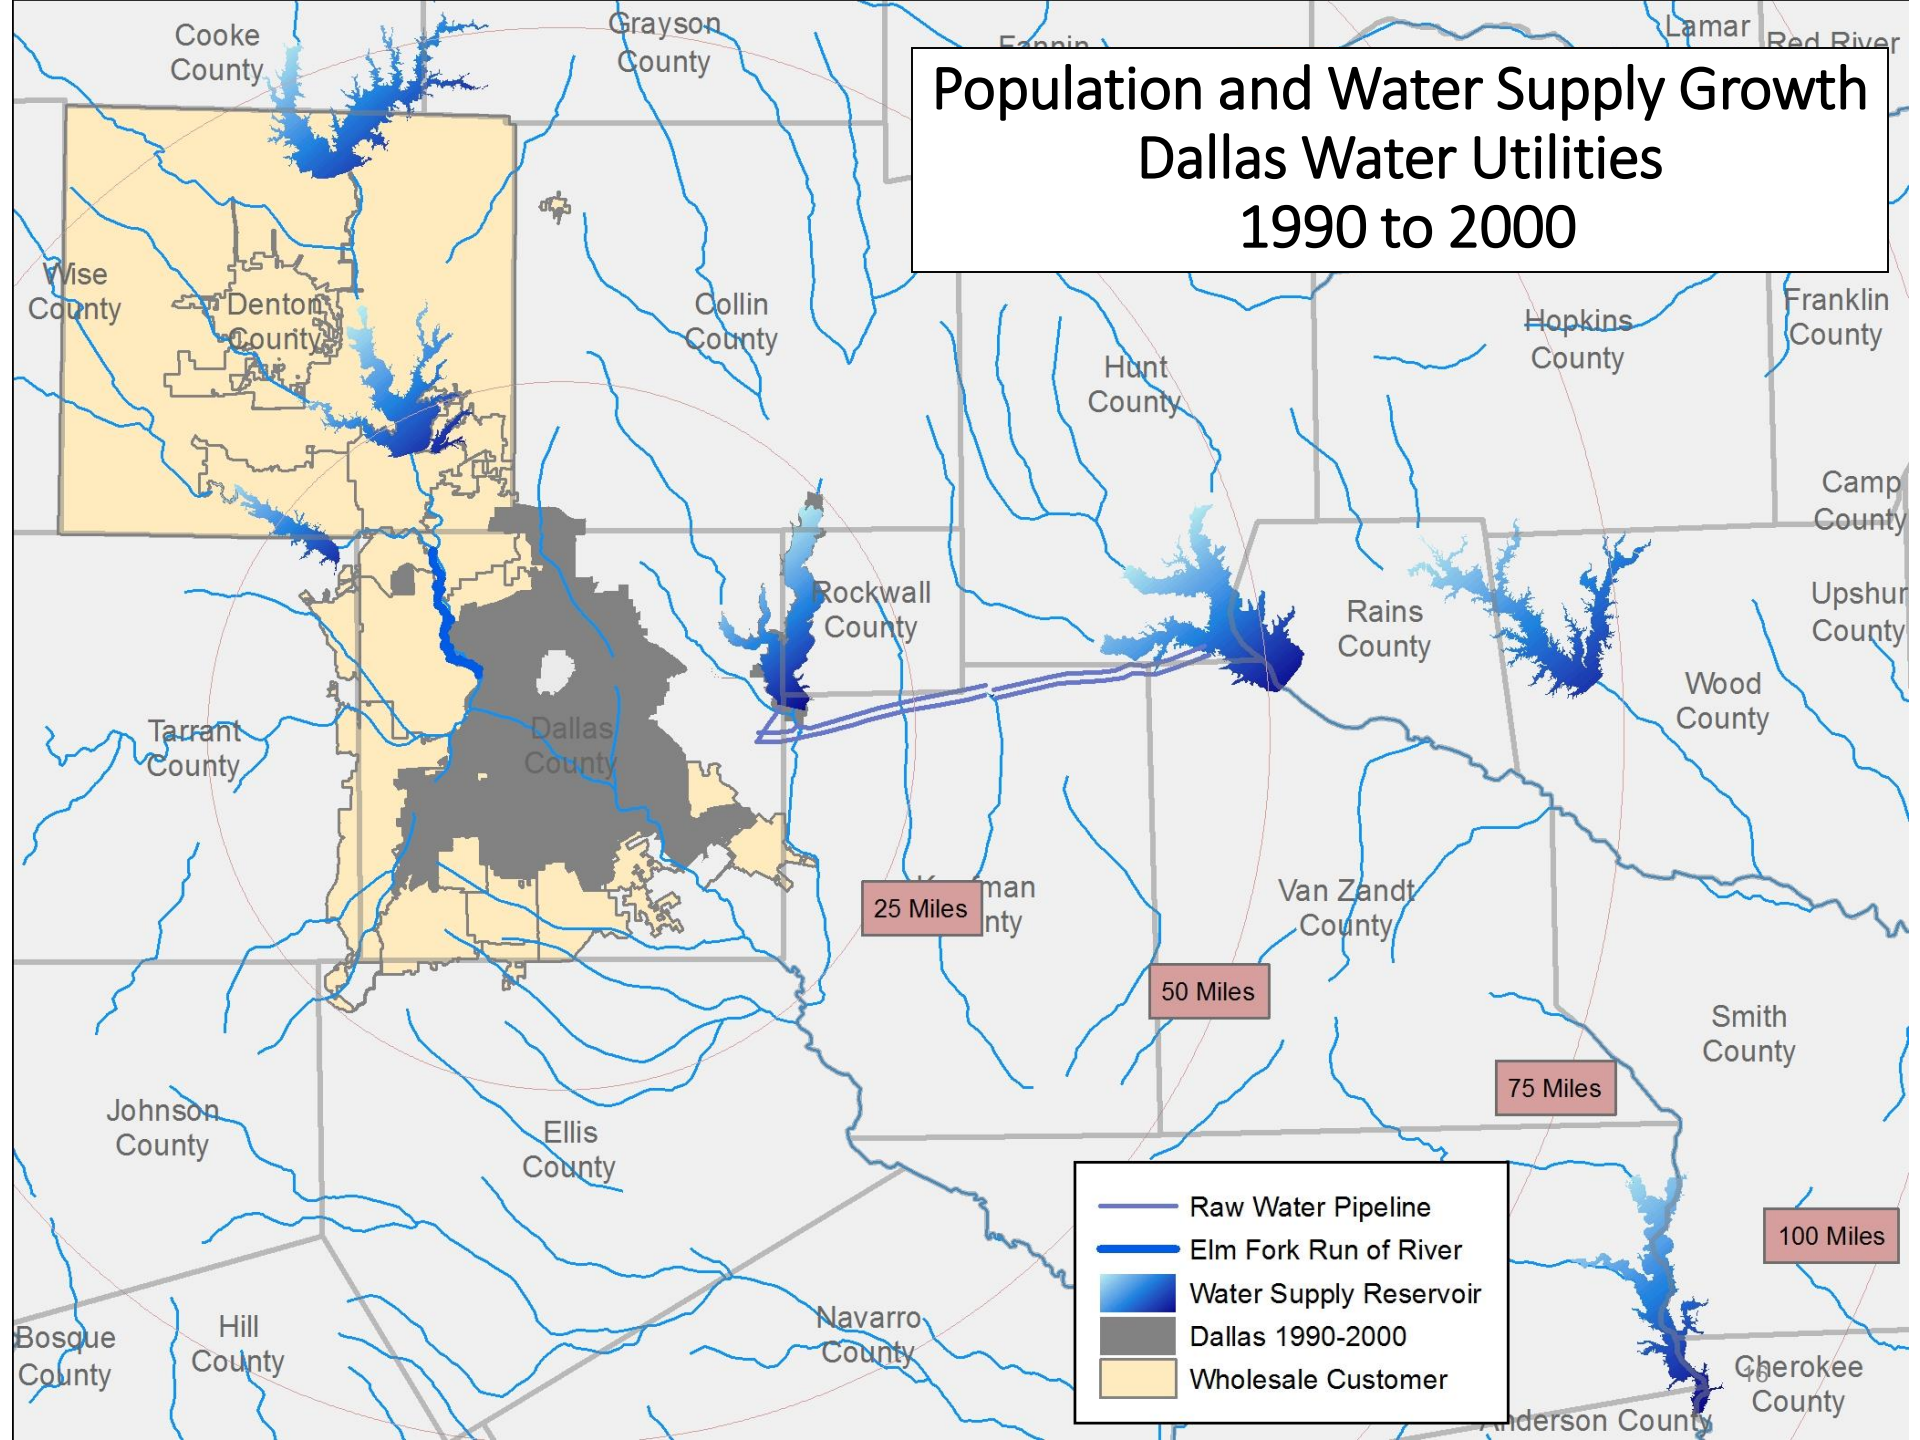 Cooke
County
Grayson
County
Fannin
Lamar
Red River
Population and Water Supply Growth
Dallas Water Utilities
1990 to 2000
Wise
County
Denton
County
Collin
County
Hunt
County
Hopkins
County
Franklin
County
Camp
County
Upshur
County
Rockwall
County
Rains
County
Wood
County
Tarrant
County
Dallas
County
25 Miles
Van Zandt
County
50 Miles
Smith
County
75 Miles
Johnson
County
Ellis
County
100 Miles
Raw Water Pipeline
Elm Fork Run of River
Water Supply Reservoir
Dallas 1990-2000
Wholesale Customer
Bosque
County
Hill
County
Navarro
County
Cherokee
County
16
Anderson County